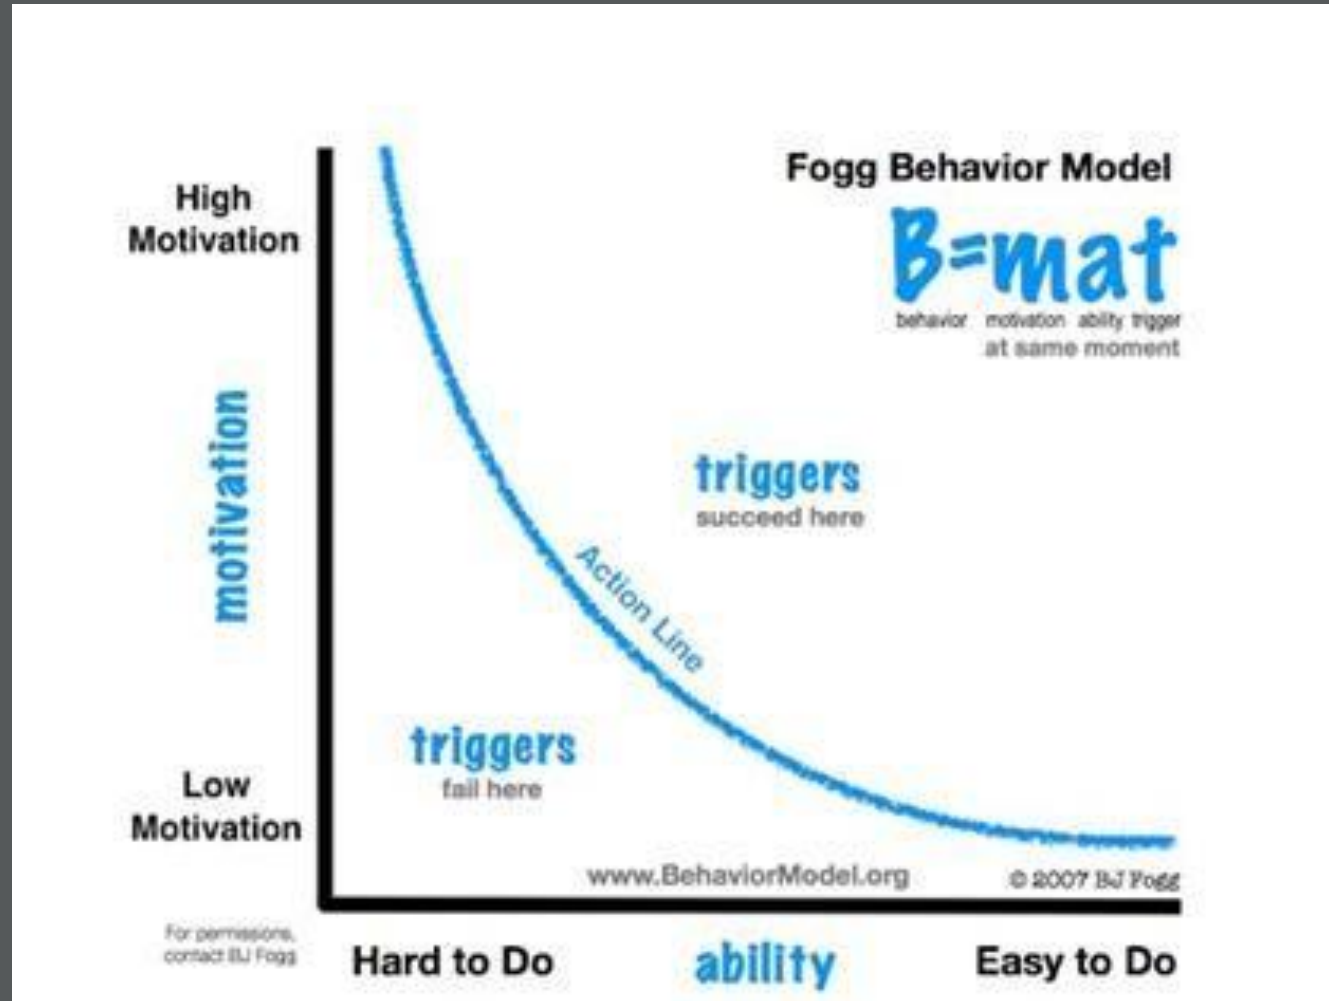 Fogg Behavior Model
B=mat
behavior motivation ability trigger
at same moment
High
Motivation
motivation
triggers
succeed here
Action Line
triggers
fail here
Low
Motivation
www.BehaviorModel.org
© 2007 BJ Fogg
For permissions,
contact BJ Fogg
Hard to Do
ability
Easy to Do